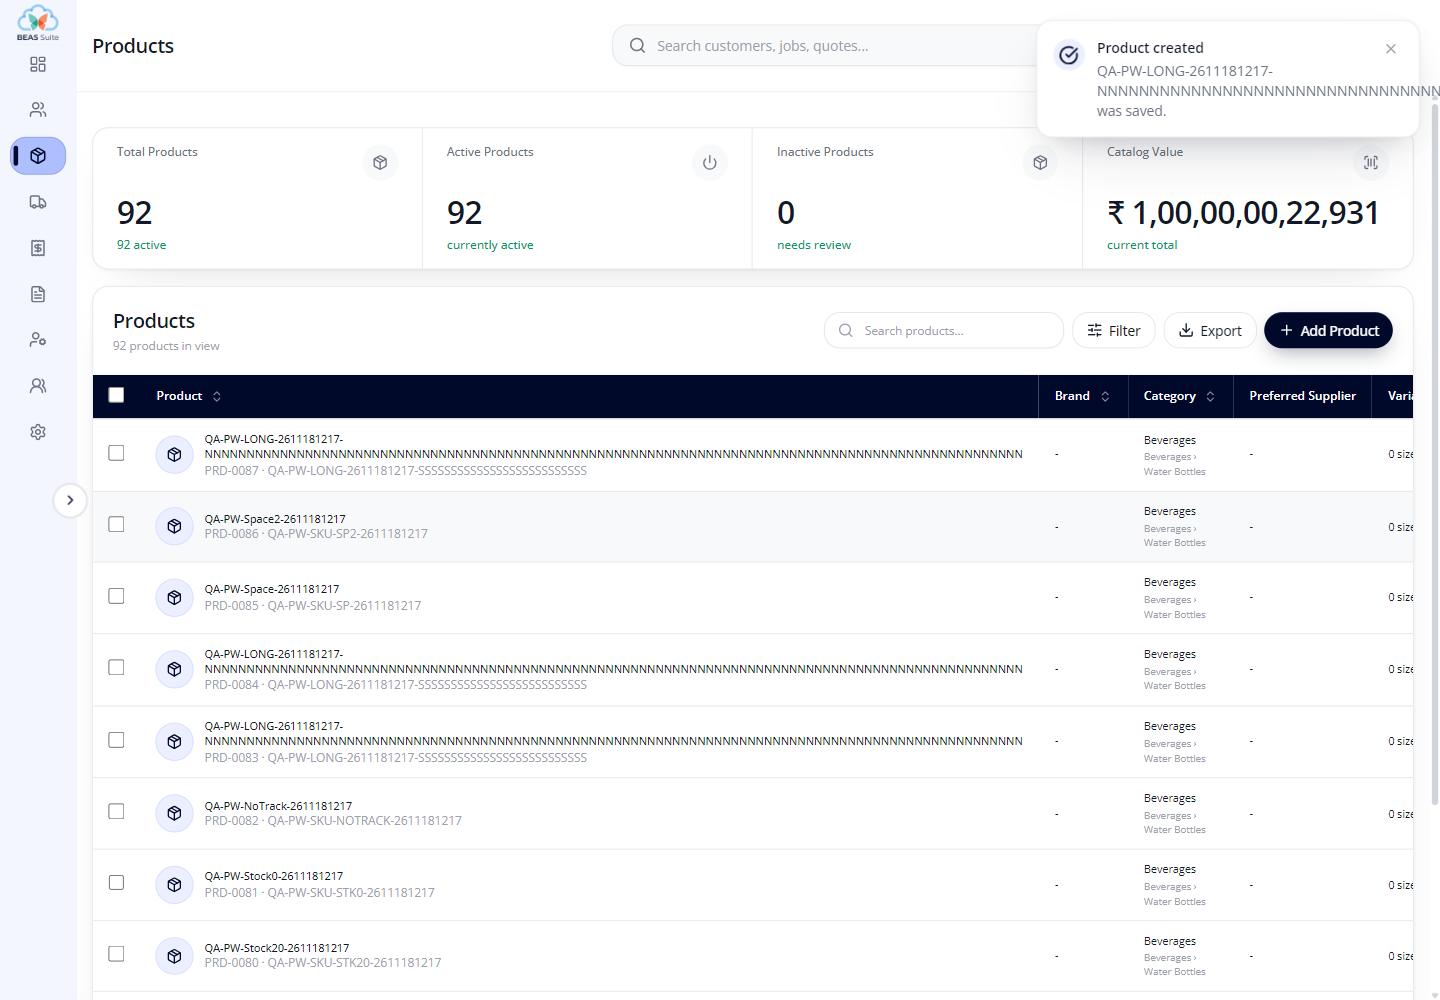 BEAS Suite
Products
Search customers, jobs, quotes...
Product created
QA-PW-LONG-2611181217-
was saved.
Total Products
92
92 active
Active Products
92
currently active
Inactive Products
0
needs review
Catalog Value
₹ 1,00,00,00,22,931
current total
Products
92 products in view
Search products...
Filter
Export
Add Product
Product
Brand
Category
Preferred Supplier
QA-PW-LONG-2611181217-
PRD-0087 · QA-PW-LONG-2611181217-SSSSSSSSSSSSSSSSSSSSSSSSSS
-
Beverages
Beverages ›
Water Bottles
-
0 size
QA-PW-Space2-2611181217
PRD-0086 · QA-PW-SKU-SP2-2611181217
-
Beverages
Beverages ›
Water Bottles
-
0 size
QA-PW-Space-2611181217
PRD-0085 · QA-PW-SKU-SP-2611181217
-
Beverages
Beverages ›
Water Bottles
-
0 size
QA-PW-LONG-2611181217-
PRD-0084 · QA-PW-LONG-2611181217-SSSSSSSSSSSSSSSSSSSSSSSSSS
-
Beverages
Beverages ›
Water Bottles
-
0 size
QA-PW-LONG-2611181217-
PRD-0083 · QA-PW-LONG-2611181217-SSSSSSSSSSSSSSSSSSSSSSSSSS
-
Beverages
Beverages ›
Water Bottles
-
0 size
QA-PW-NoTrack-2611181217
PRD-0082 · QA-PW-SKU-NOTRACK-2611181217
-
Beverages
Beverages ›
Water Bottles
-
0 size
QA-PW-Stock0-2611181217
PRD-0081 · QA-PW-SKU-STK0-2611181217
-
Beverages
Beverages ›
Water Bottles
-
0 size
QA-PW-Stock20-2611181217
PRD-0080 · QA-PW-SKU-STK20-2611181217
-
Beverages
Beverages ›
Water Bottles
-
0 size